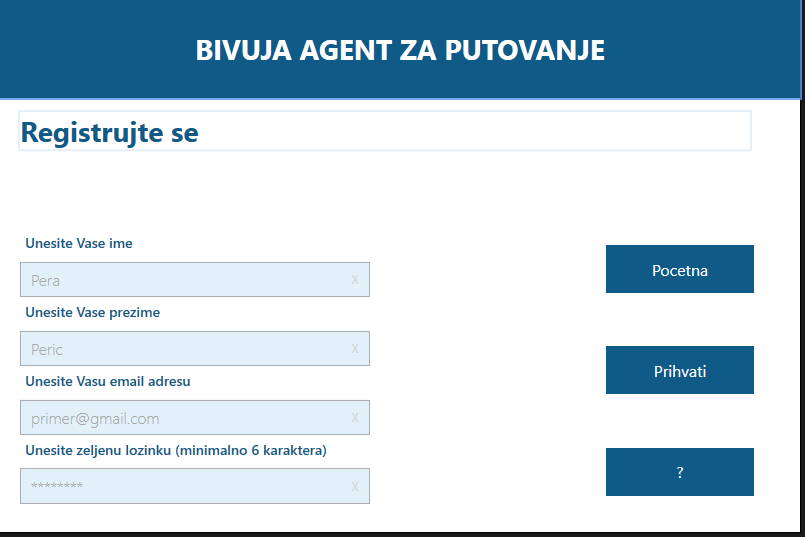 BIVUJA AGENT ZA PUTOVANJE
Registrujte se
Unesite Vase ime
Pera X
Pocetna
Unesite Vase prezime
Peric X
Prihvati
Unesite Vasu email adresu
primer@gmail.com X
Unesite zeljenu lozinku (minimalno 6 karaktera)
?
******** X